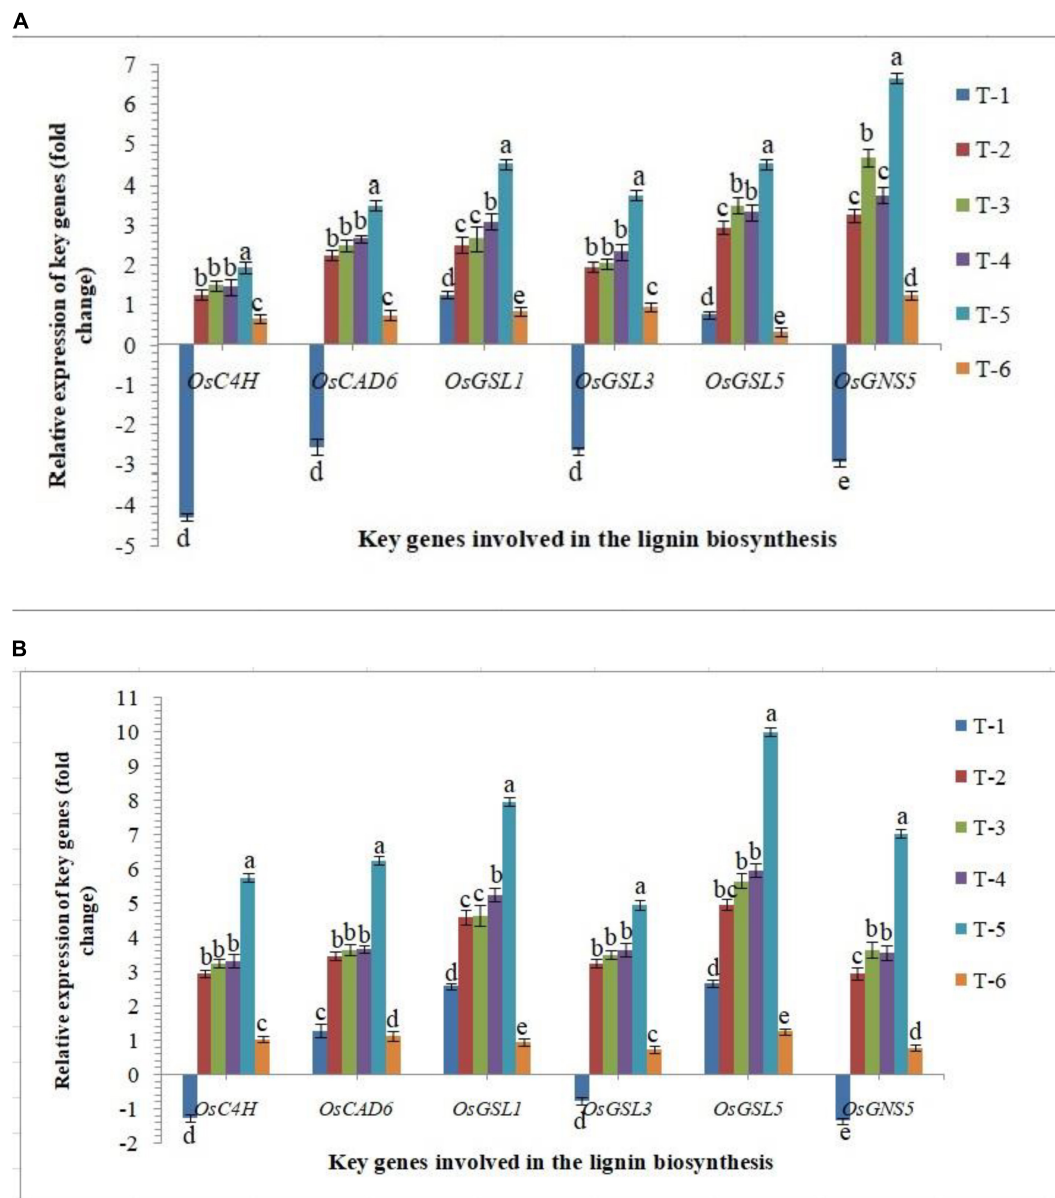 A
7
6
5
4
3
2
1
0
-1
-2
-3
-4
-5
Relative expression of key genes (fold
change)
b b b a c
b b b a c
d c c b a e
b b b a c
d c b b a e
c b c a d
OsC4H OsCAD6 OsGSL1 OsGSL3 OsGSL5 OsGNS5
d d d e
Key genes involved in the lignin biosynthesis
T-1
T-2
T-3
T-4
T-5
T-6
B
11
10
9
8
7
6
5
4
3
2
1
0
-1
-2
Relative expression of key genes (fold
change)
b b b a c
c b b b a d
d c c b a e
b b b a c
d bc b b a e
c b b a d
OsC4H OsCAD6 OsGSL1 OsGSL3 OsGSL5 OsGNS5
d d e
Key genes involved in the lignin biosynthesis
T-1
T-2
T-3
T-4
T-5
T-6